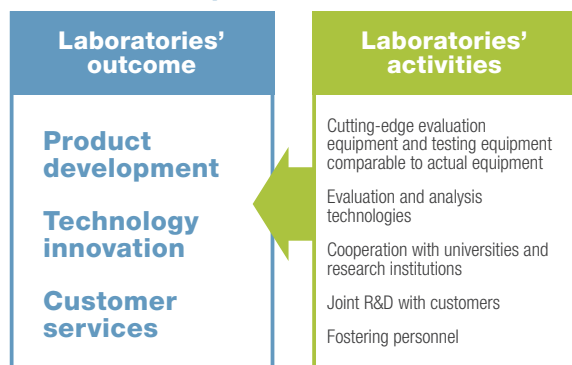 Laboratories'
outcome
Product
development
Technology
innovation
Customer
services
Laboratories'
activities
Cutting-edge evaluation
equipment and testing equipment
comparable to actual equipment
Evaluation and analysis
technologies
Cooperation with universities and
research institutions
Joint R&D with customers
Fostering personnel